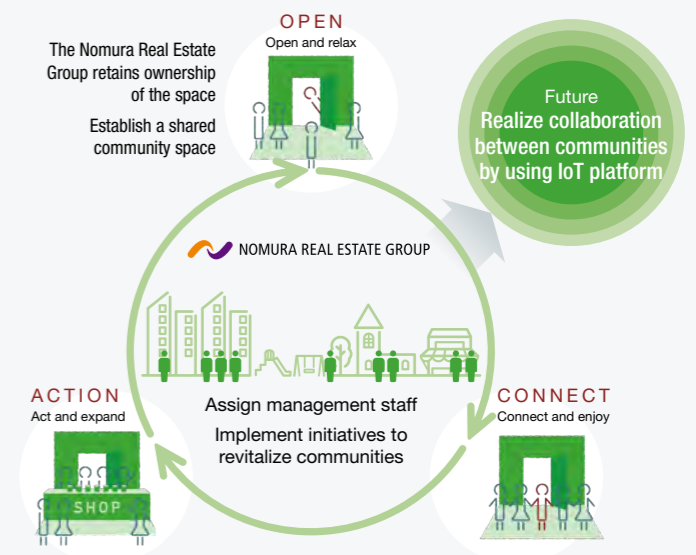 OPEN
Open and relax
The Nomura Real Estate
Group retains ownership
of the space
Establish a shared
community space
Future
Realize collaboration
between communities
by using IoT platform
NOMURA REAL ESTATE GROUP
ACTION
Act and expand
SHOP
Assign management staff
Implement initiatives to
revitalize communities
CONNECT
Connect and enjoy